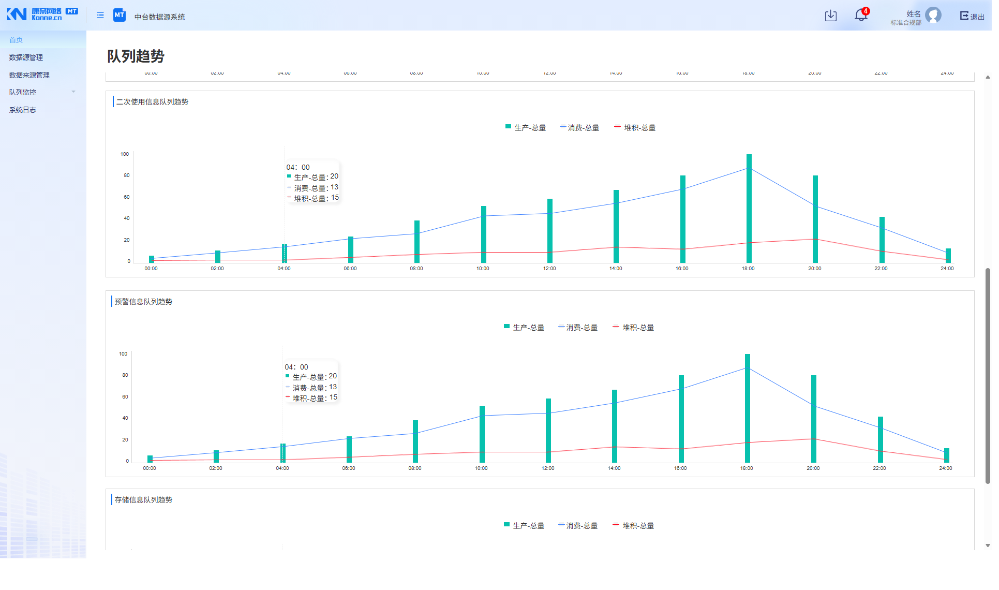 康奈网络 MT
Konne.cn
MT 中台数据源系统
4
姓名
标准合规部
退出
首页
数据源管理
数据来源管理
队列监控
系统日志
队列趋势
00:00 02:00 04:00 06:00 08:00 10:00 12:00 14:00 16:00 18:00 20:00 22:00 24:00
二次使用信息队列趋势
生产-总量 消费-总量 堆积-总量
100
80
60
40
20
0
04：00
生产-总量：20
消费-总量：13
堆积-总量：15
00:00 02:00 04:00 06:00 08:00 10:00 12:00 14:00 16:00 18:00 20:00 22:00 24:00
预警信息队列趋势
生产-总量 消费-总量 堆积-总量
100
80
60
40
20
0
04：00
生产-总量：20
消费-总量：13
堆积-总量：15
00:00 02:00 04:00 06:00 08:00 10:00 12:00 14:00 16:00 18:00 20:00 22:00 24:00
存储信息队列趋势
生产-总量 消费-总量 堆积-总量